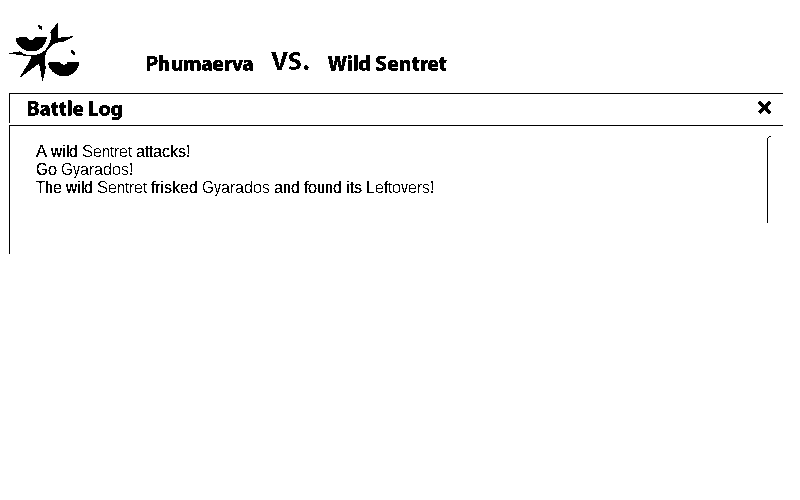 Phumaerva VS. Wild Sentret
Battle Log
A wild Sentret attacks!
Go Gyarados!
The wild Sentret frisked Gyarados and found its Leftovers!